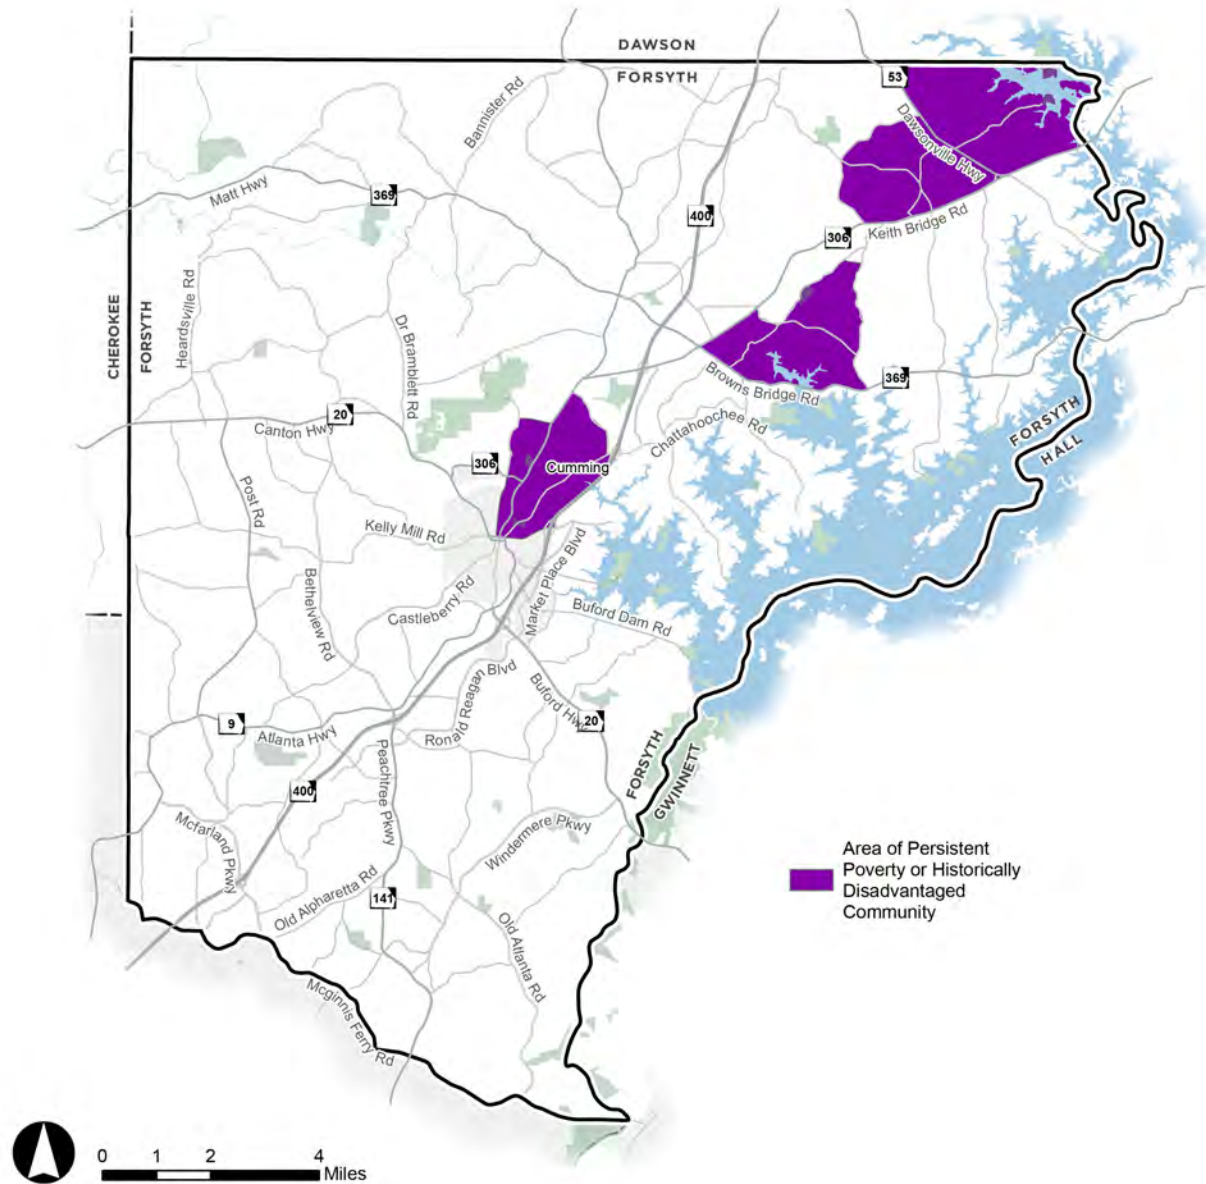 DAWSON
FORSYTH
53
Bannister Rd
Dawsonville Hwy
Matt Hwy
369
400
Keith Bridge Rd
306
CHEROKEE
FORSYTH
Heardsville Rd
Dr Bramblett Rd
Browns Bridge Rd
369
20
Canton Hwy
Chattahoochee Rd
FORSYTH
HALL
306
Cumming
Post Rd
Kelly Mill Rd
Market Place Blvd
Bethelview Rd
Castleberry Rd
Buford Dam Rd
Ronald Reagan Blvd
Buford Hwy
20
9
Atlanta Hwy
FORSYTH
GWINNETT
400
Peachtree Pkwy
Mcfarland Pkwy
Windermere Pkwy
Area of Persistent
Poverty or Historically
Disadvantaged
Community
Old Alpharetta Rd
141
Old Atlanta Rd
Mcginnis Ferry Rd
0 1 2 4
Miles